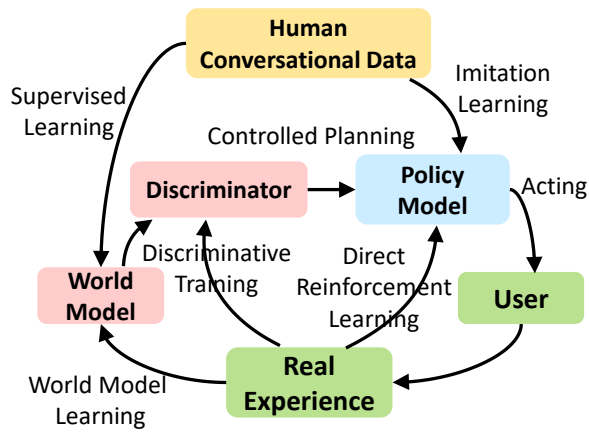 Human
Conversational Data
Supervised
Learning
Imitation
Learning
Controlled Planning
Discriminator
Policy
Model
Acting
Discriminative
Training
Direct
Reinforcement
Learning
World
Model
User
Real
Experience
World Model
Learning